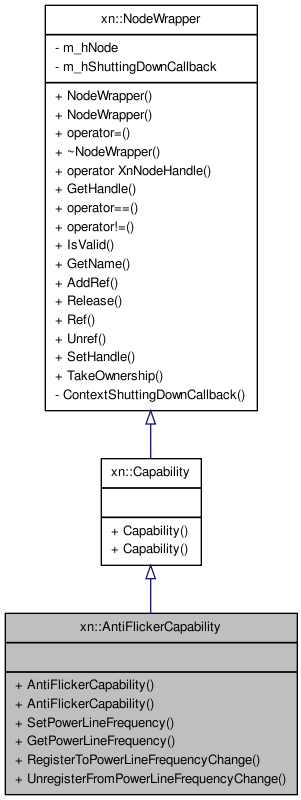 xn::NodeWrapper
- m_hNode
- m_hShuttingDownCallback
+ NodeWrapper()
+ NodeWrapper()
+ operator=()
+ ~NodeWrapper()
+ operator XnNodeHandle()
+ GetHandle()
+ operator==()
+ operator!=()
+ IsValid()
+ GetName()
+ AddRef()
+ Release()
+ Ref()
+ Unref()
+ SetHandle()
+ TakeOwnership()
- ContextShuttingDownCallback()
xn::Capability
+ Capability()
+ Capability()
xn::AntiFlickerCapability
+ AntiFlickerCapability()
+ AntiFlickerCapability()
+ SetPowerLineFrequency()
+ GetPowerLineFrequency()
+ RegisterToPowerLineFrequencyChange()
+ UnregisterFromPowerLineFrequencyChange()